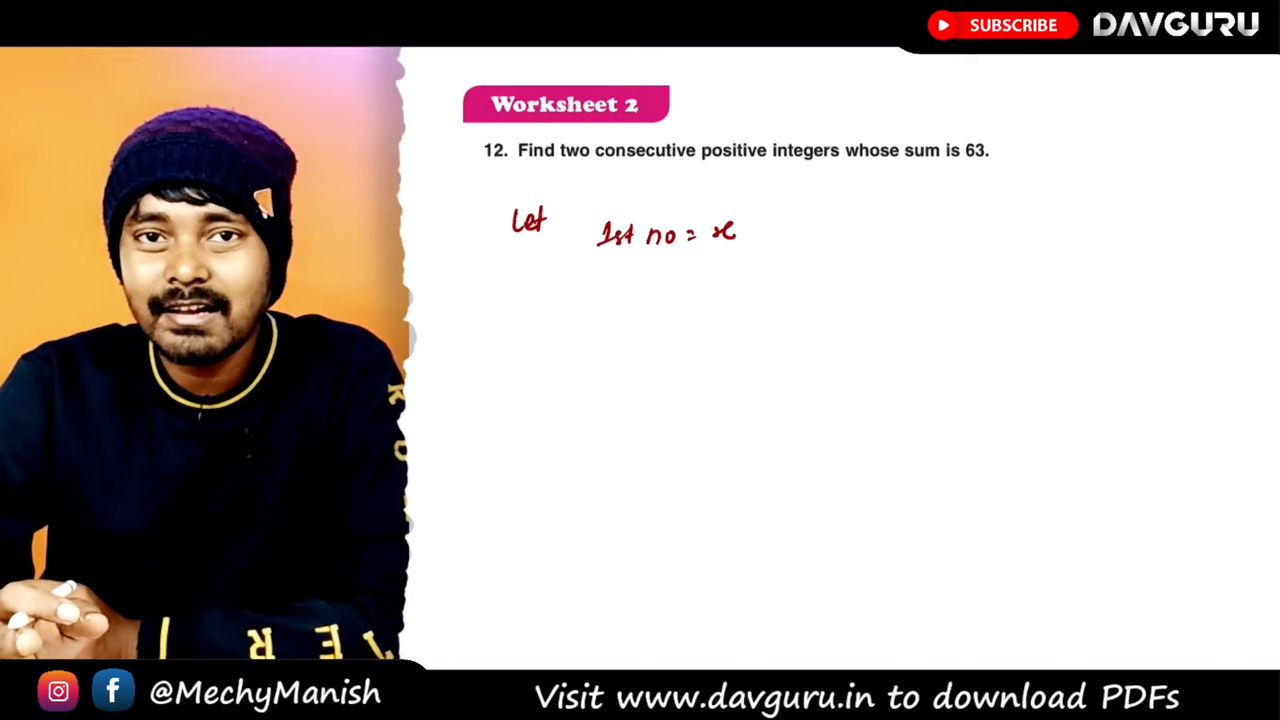 SUBSCRIBE DAVGURU
Worksheet 2
12. Find two consecutive positive integers whose sum is 63.
Let 1st no = x
@MechyManish
Visit www.davguru.in to download PDFs